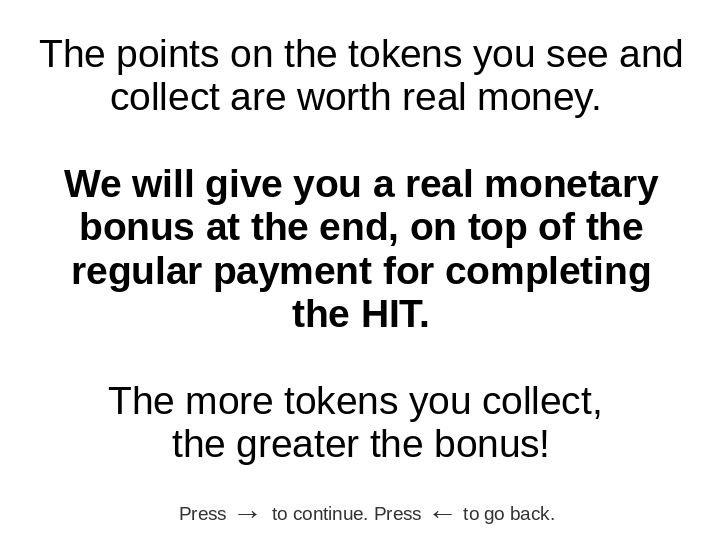 The points on the tokens you see and
collect are worth real money.
We will give you a real monetary
bonus at the end, on top of the
regular payment for completing
the HIT.
The more tokens you collect,
the greater the bonus!
Press → to continue. Press ← to go back.